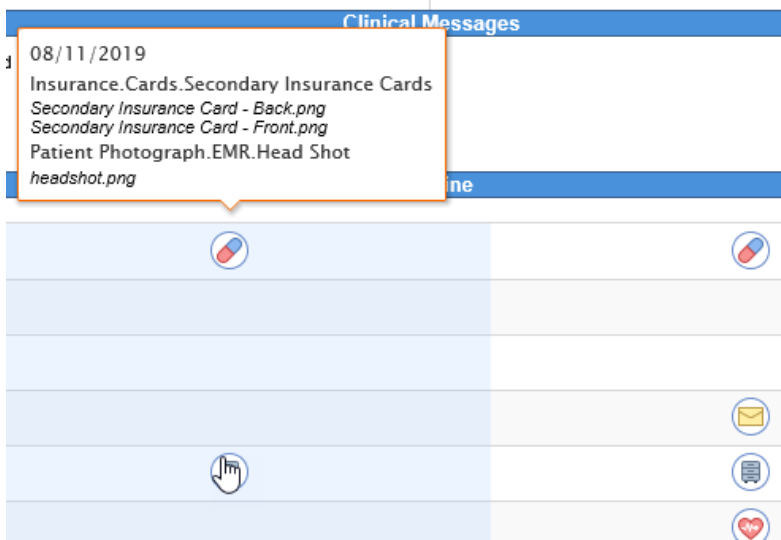 Clinical Messages
d
08/11/2019
Insurance.Cards.Secondary Insurance Cards
Secondary Insurance Card - Back.png
Secondary Insurance Card - Front.png
Patient Photograph.EMR.Head Shot
headshot.png
ine